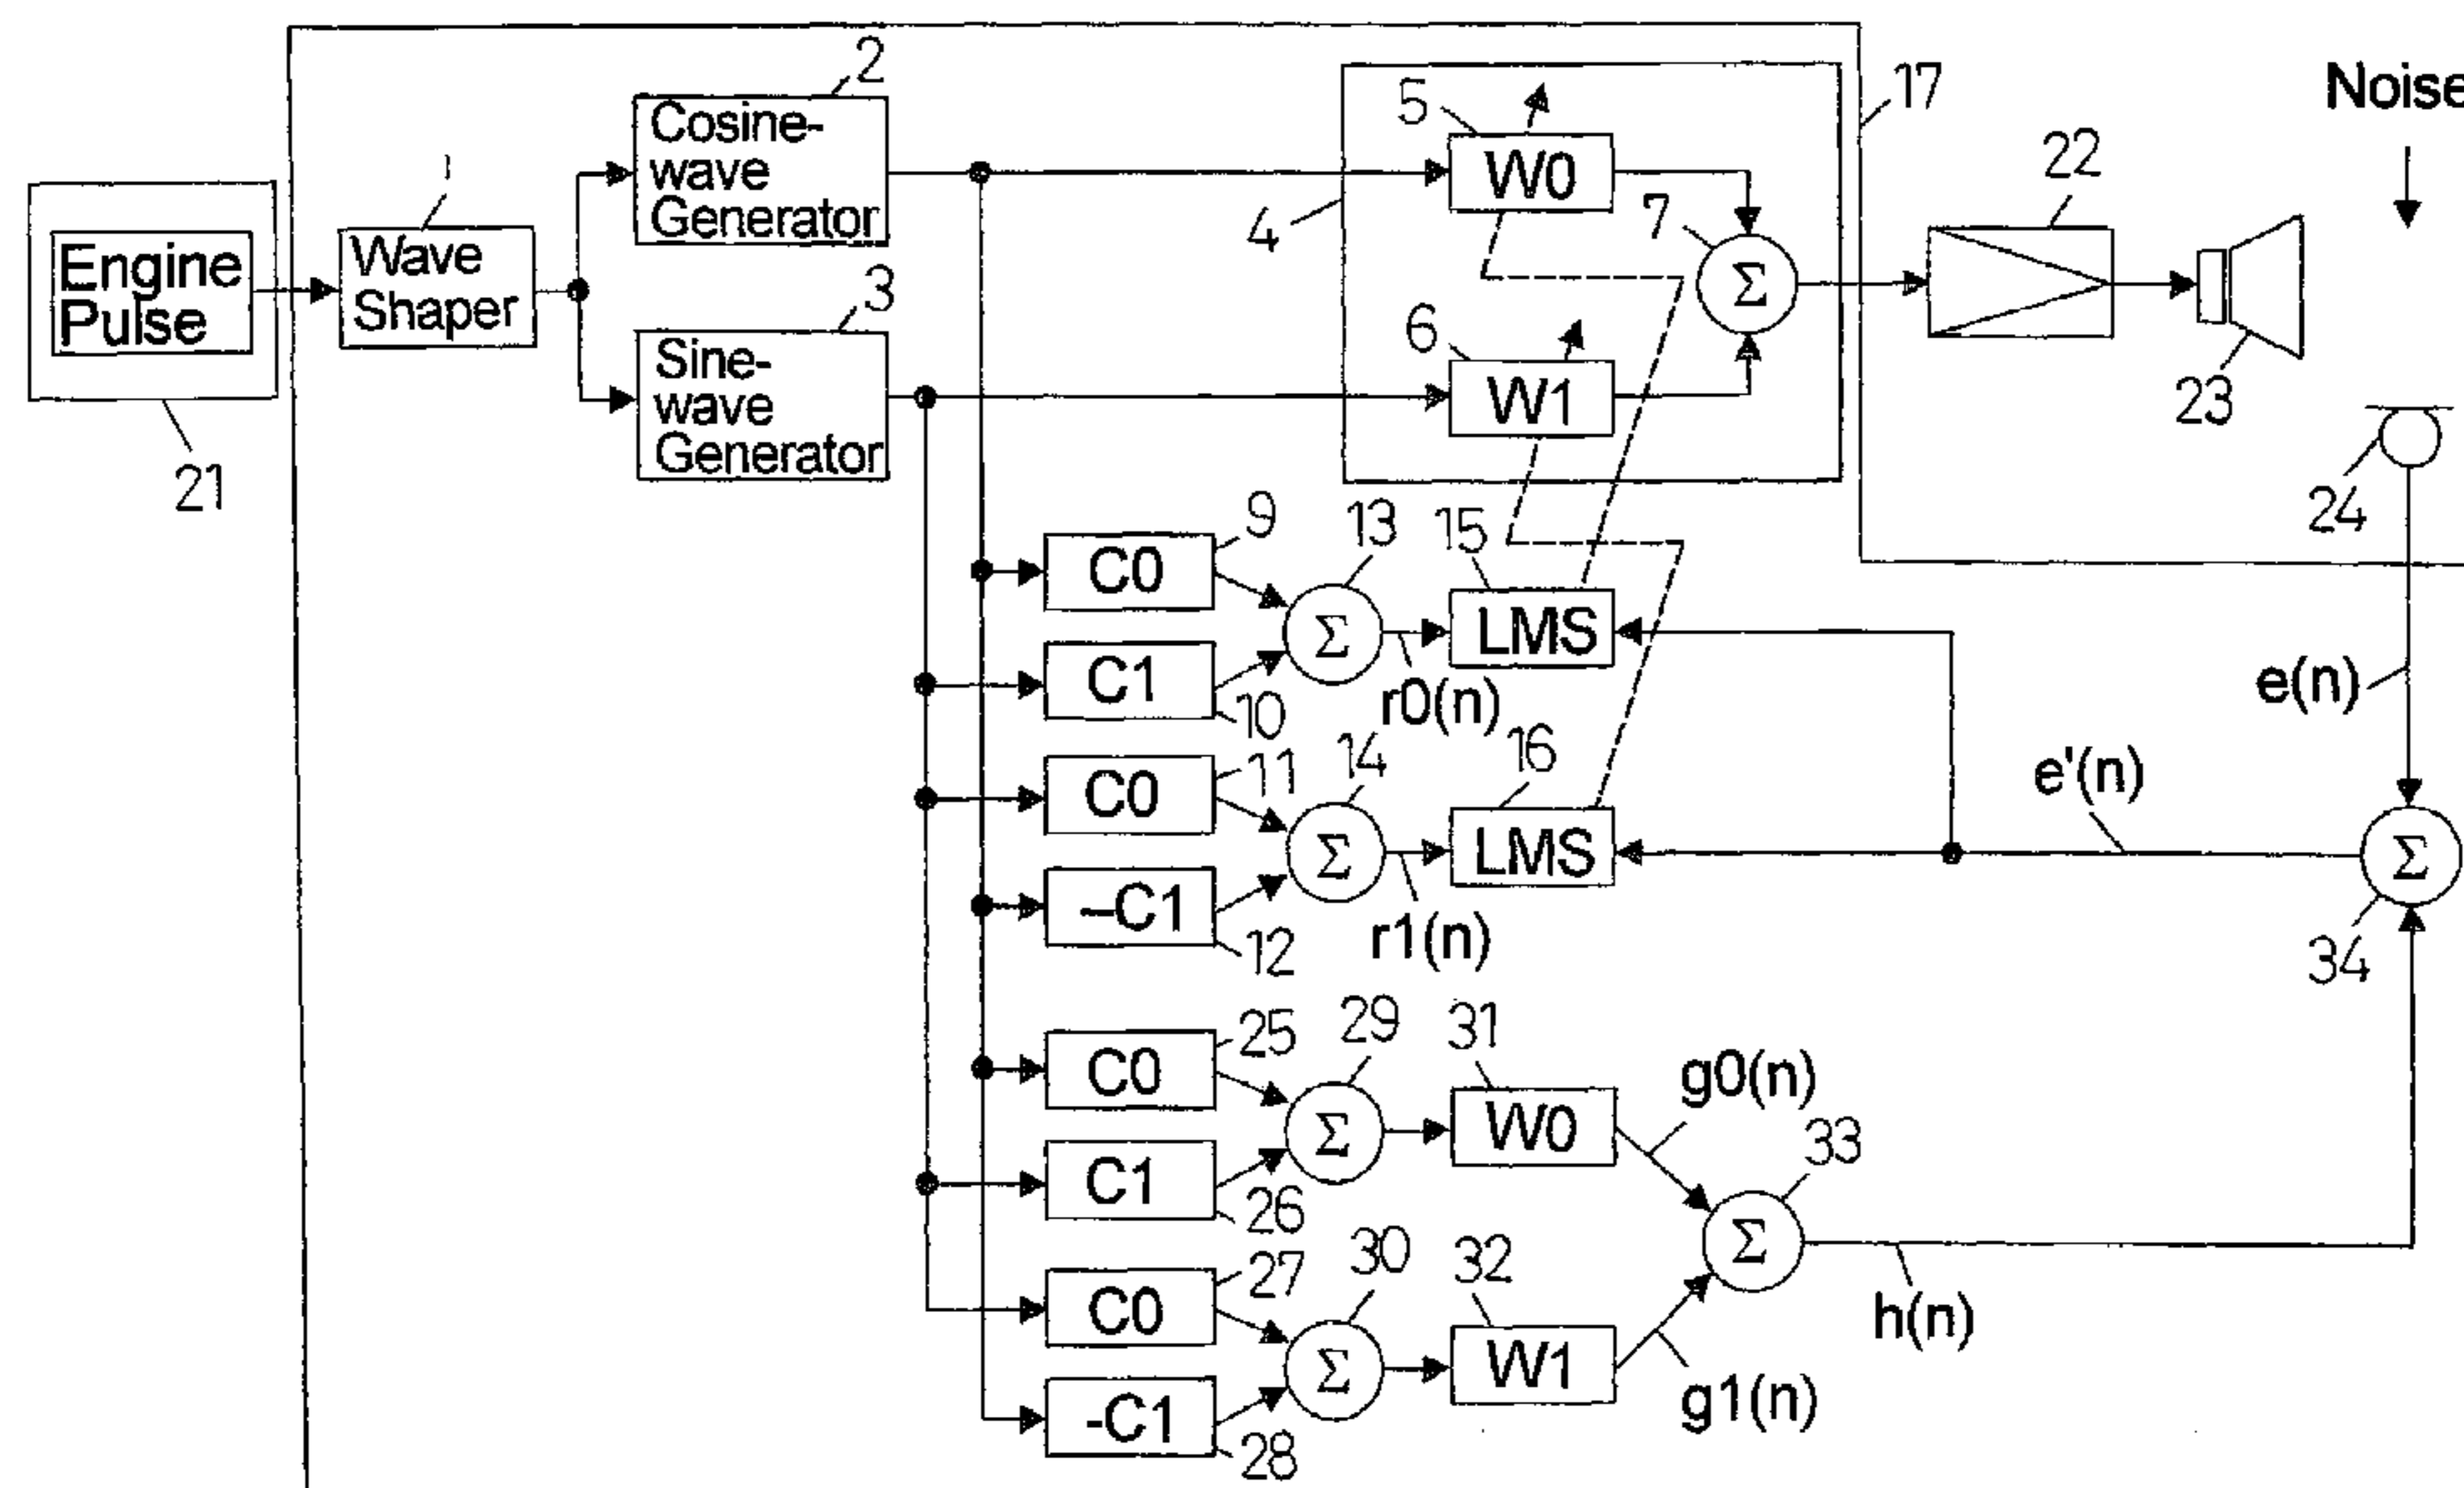 2
17
Noise
Cosine-
wave
Generator
5
W0
22
1
4
7
Engine
Pulse
Wave
Shaper
3
Σ
6
23
Sine-
wave
Generator
W1
21
24
9
13
15
C0
Σ
LMS
C1
r0(n)
e(n)
10
11
14
16
e'(n)
C0
Σ
LMS
Σ
–C1
r1(n)
12
34
25
29
31
C0
g0(n)
Σ
W0
33
C1
26
Σ
27
30
32
C0
h(n)
Σ
W1
g1(n)
-C1
28